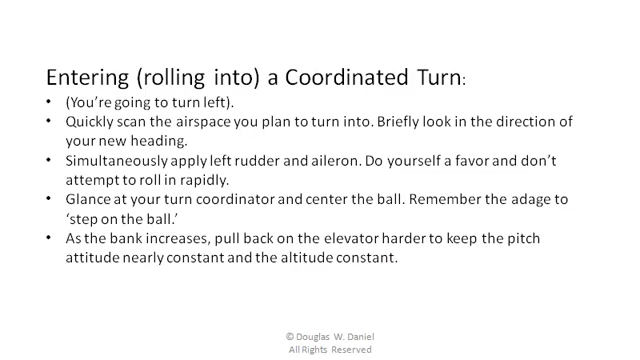 Entering (rolling into) a Coordinated Turn:
• (You're going to turn left).
• Quickly scan the airspace you plan to turn into. Briefly look in the direction of
your new heading.
• Simultaneously apply left rudder and aileron. Do yourself a favor and don't
attempt to roll in rapidly.
• Glance at your turn coordinator and center the ball. Remember the adage to
'step on the ball.'
• As the bank increases, pull back on the elevator harder to keep the pitch
attitude nearly constant and the altitude constant.
© Douglas W. Daniel
All Rights Reserved